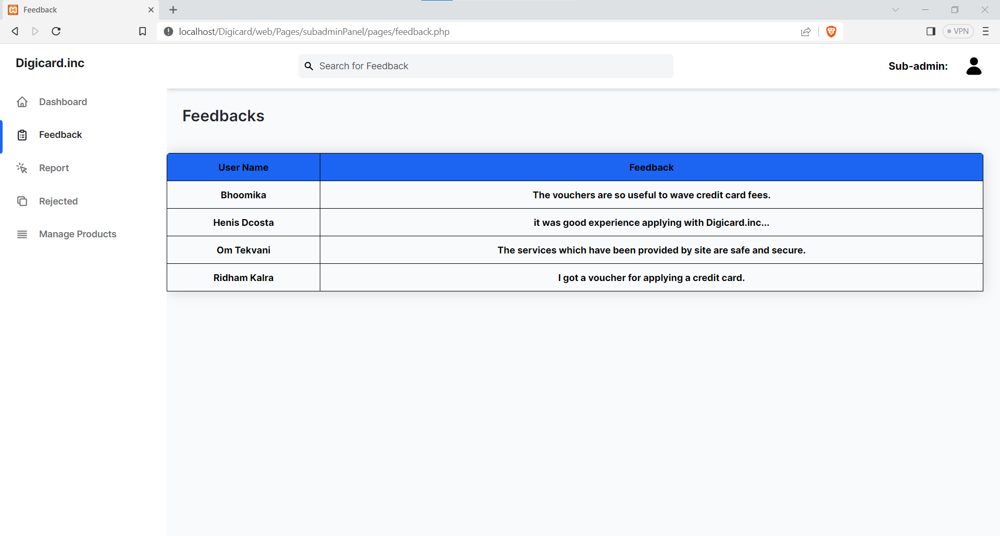 Feedback
localhost/Digicard/web/Pages/subadminPanel/pages/feedback.php
VPN
Digicard.inc
Search for Feedback
Sub-admin:
Dashboard
Feedback
Report
Rejected
Manage Products
Feedbacks
User Name Feedback
Bhoomika The vouchers are so useful to wave credit card fees.
Henis Dcosta it was good experience applying with Digicard.inc...
Om Tekvani The services which have been provided by site are safe and secure.
Ridham Kalra I got a voucher for applying a credit card.